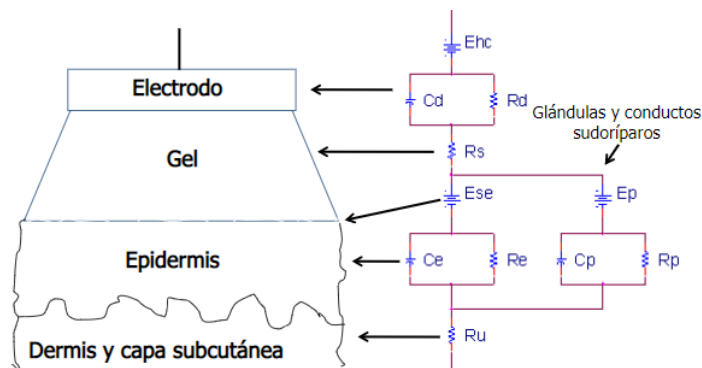 Ehc
Electrodo
Cd
Rd
Glándulas y conductos
sudoríparos
Gel
Rs
Ese
Ep
Epidermis
Ce
Re
Cp
Rp
Dermis y capa subcutánea
Ru